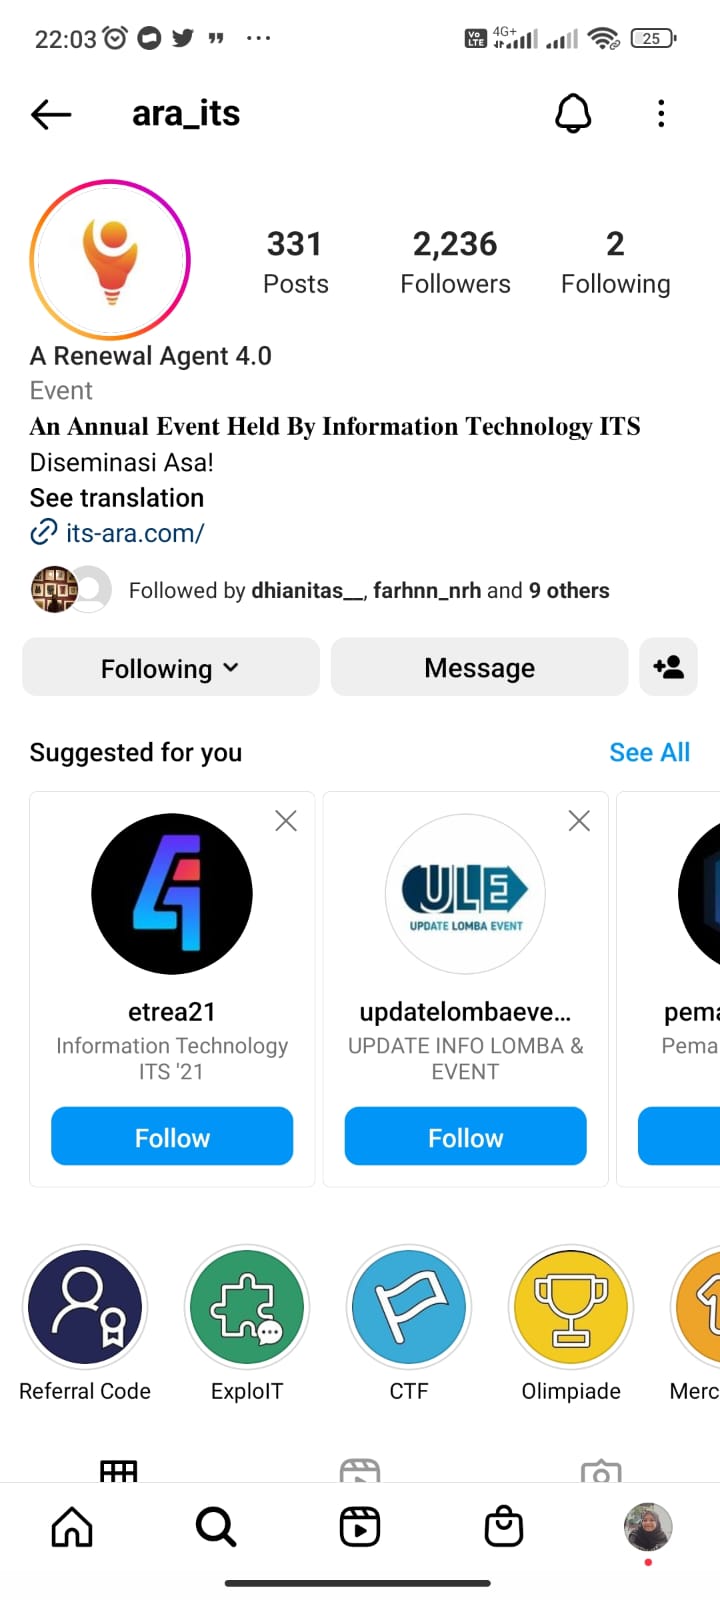 22:03
Vo LTE 4G+ 25
ara_its
331 2,236 2
Posts Followers Following
A Renewal Agent 4.0
Event
An Annual Event Held By Information Technology ITS
Diseminasi Asa!
See translation
its-ara.com/
Followed by dhianitas__, farhnn_nrh and 9 others
Following Message
Suggested for you See All
ULE
UPDATE LOMBA EVENT
etrea21 updatelombaeve... pema
Information Technology UPDATE INFO LOMBA & Pema
ITS '21 EVENT
Follow Follow
Referral Code ExploIT CTF Olimpiade Merc